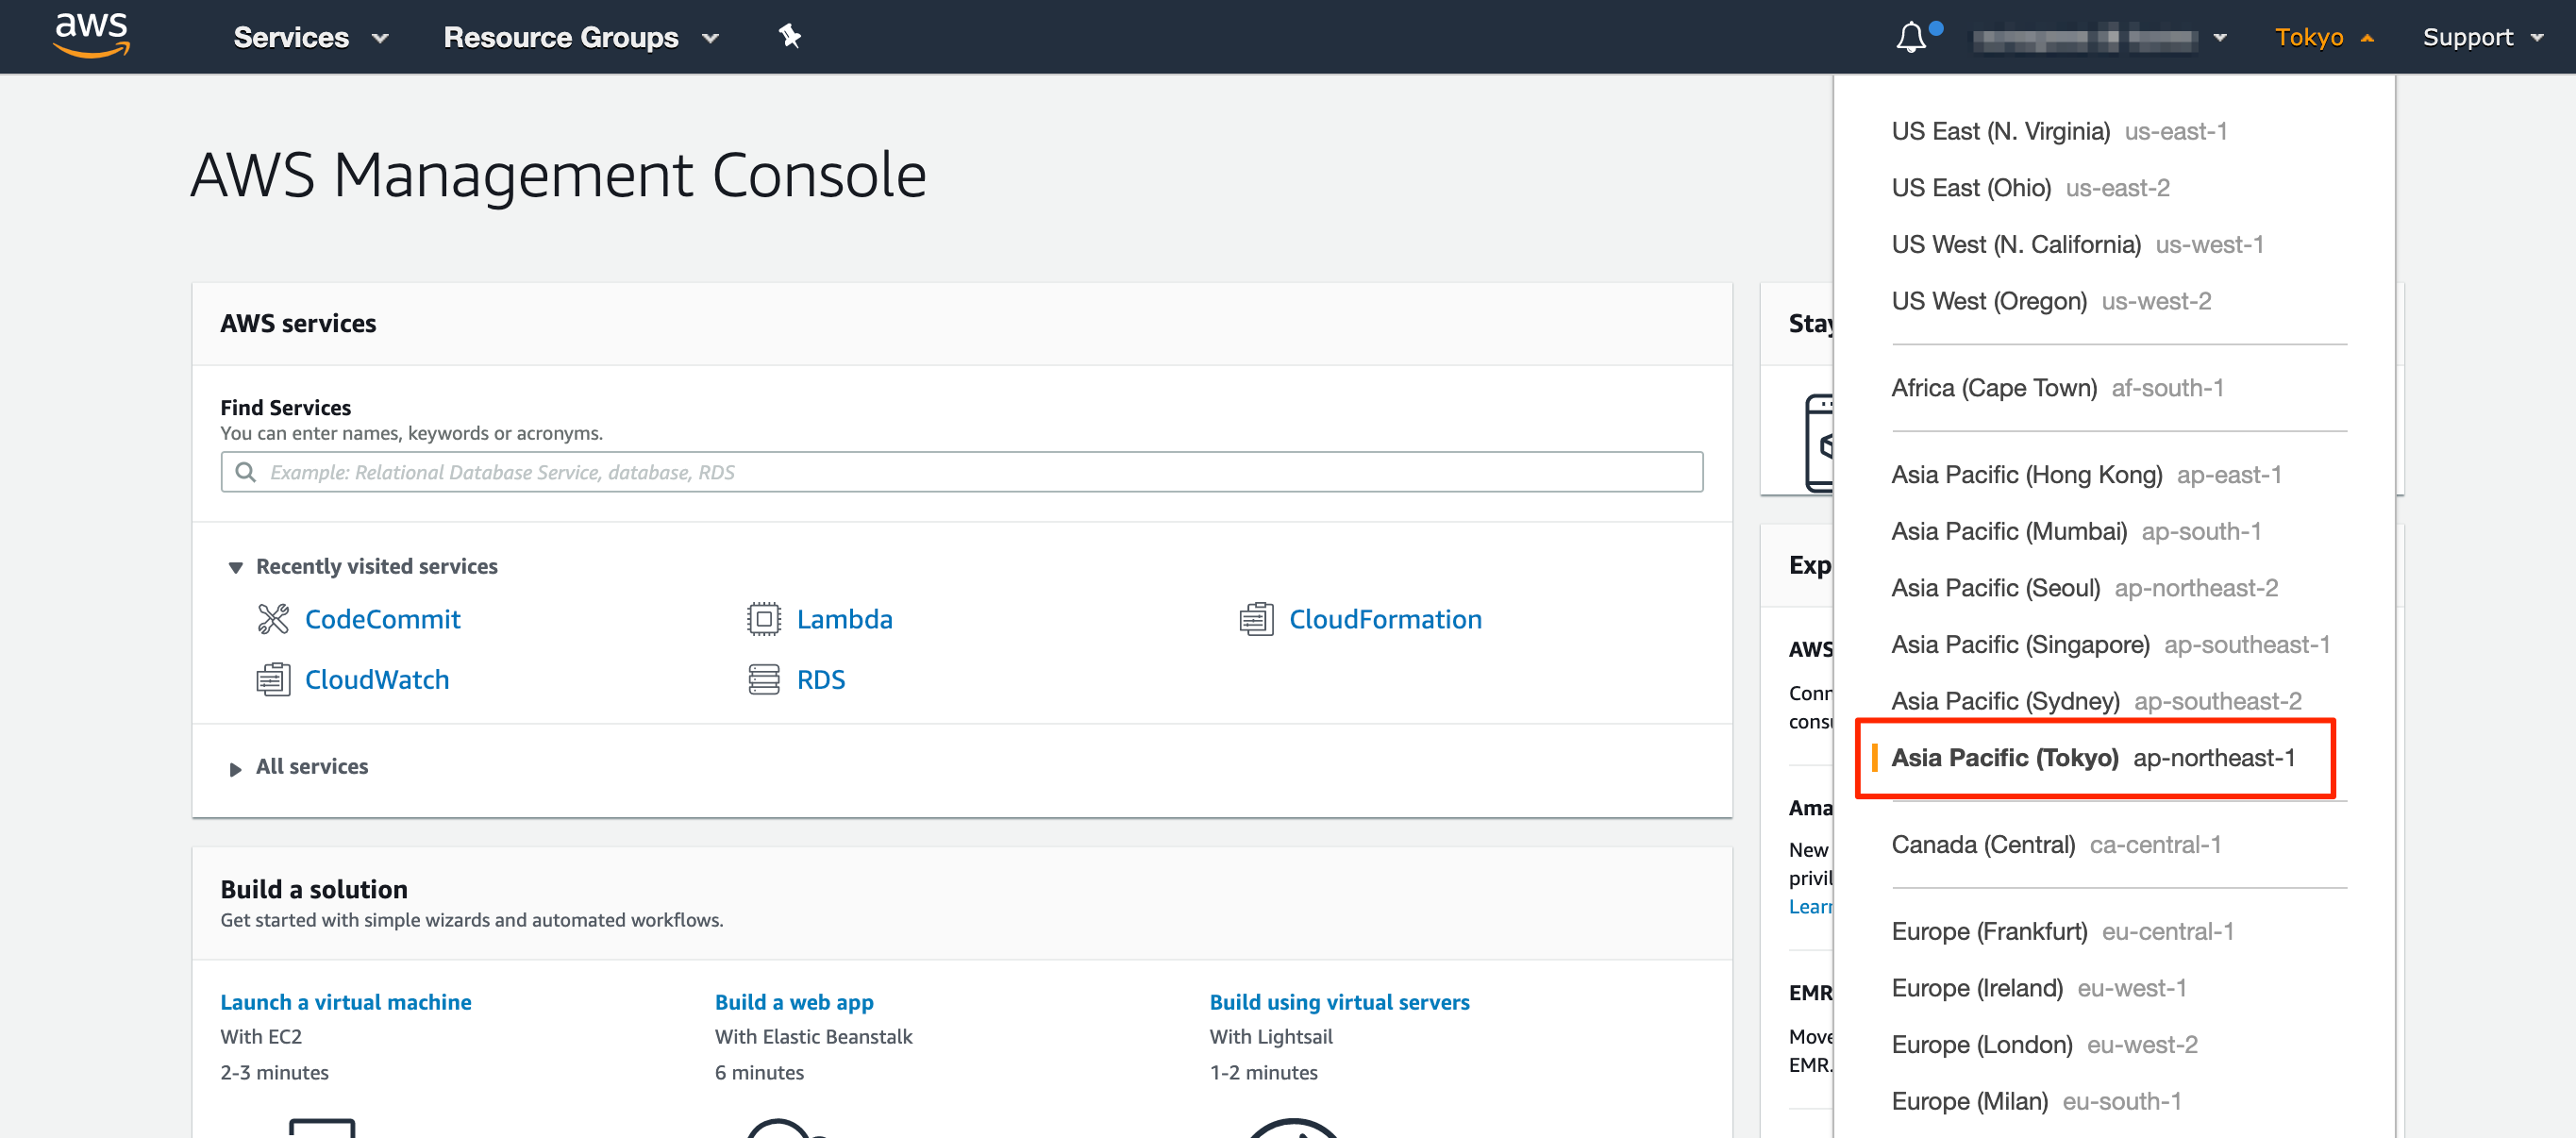 aws
Services
Resource Groups
Tokyo
Support
AWS Management Console
AWS services
Find Services
You can enter names, keywords or acronyms.
Example: Relational Database Service, database, RDS
Recently visited services
CodeCommit
Lambda
CloudFormation
CloudWatch
RDS
All services
Build a solution
Get started with simple wizards and automated workflows.
Launch a virtual machine
With EC2
2-3 minutes
Build a web app
With Elastic Beanstalk
6 minutes
Build using virtual servers
With Lightsail
1-2 minutes
Stay
Exp
AWS
Conn
consu
Ama
New
privil
Learn
EMR
Move
EMR.
US East (N. Virginia) us-east-1
US East (Ohio) us-east-2
US West (N. California) us-west-1
US West (Oregon) us-west-2
Africa (Cape Town) af-south-1
Asia Pacific (Hong Kong) ap-east-1
Asia Pacific (Mumbai) ap-south-1
Asia Pacific (Seoul) ap-northeast-2
Asia Pacific (Singapore) ap-southeast-1
Asia Pacific (Sydney) ap-southeast-2
Asia Pacific (Tokyo) ap-northeast-1
Canada (Central) ca-central-1
Europe (Frankfurt) eu-central-1
Europe (Ireland) eu-west-1
Europe (London) eu-west-2
Europe (Milan) eu-south-1